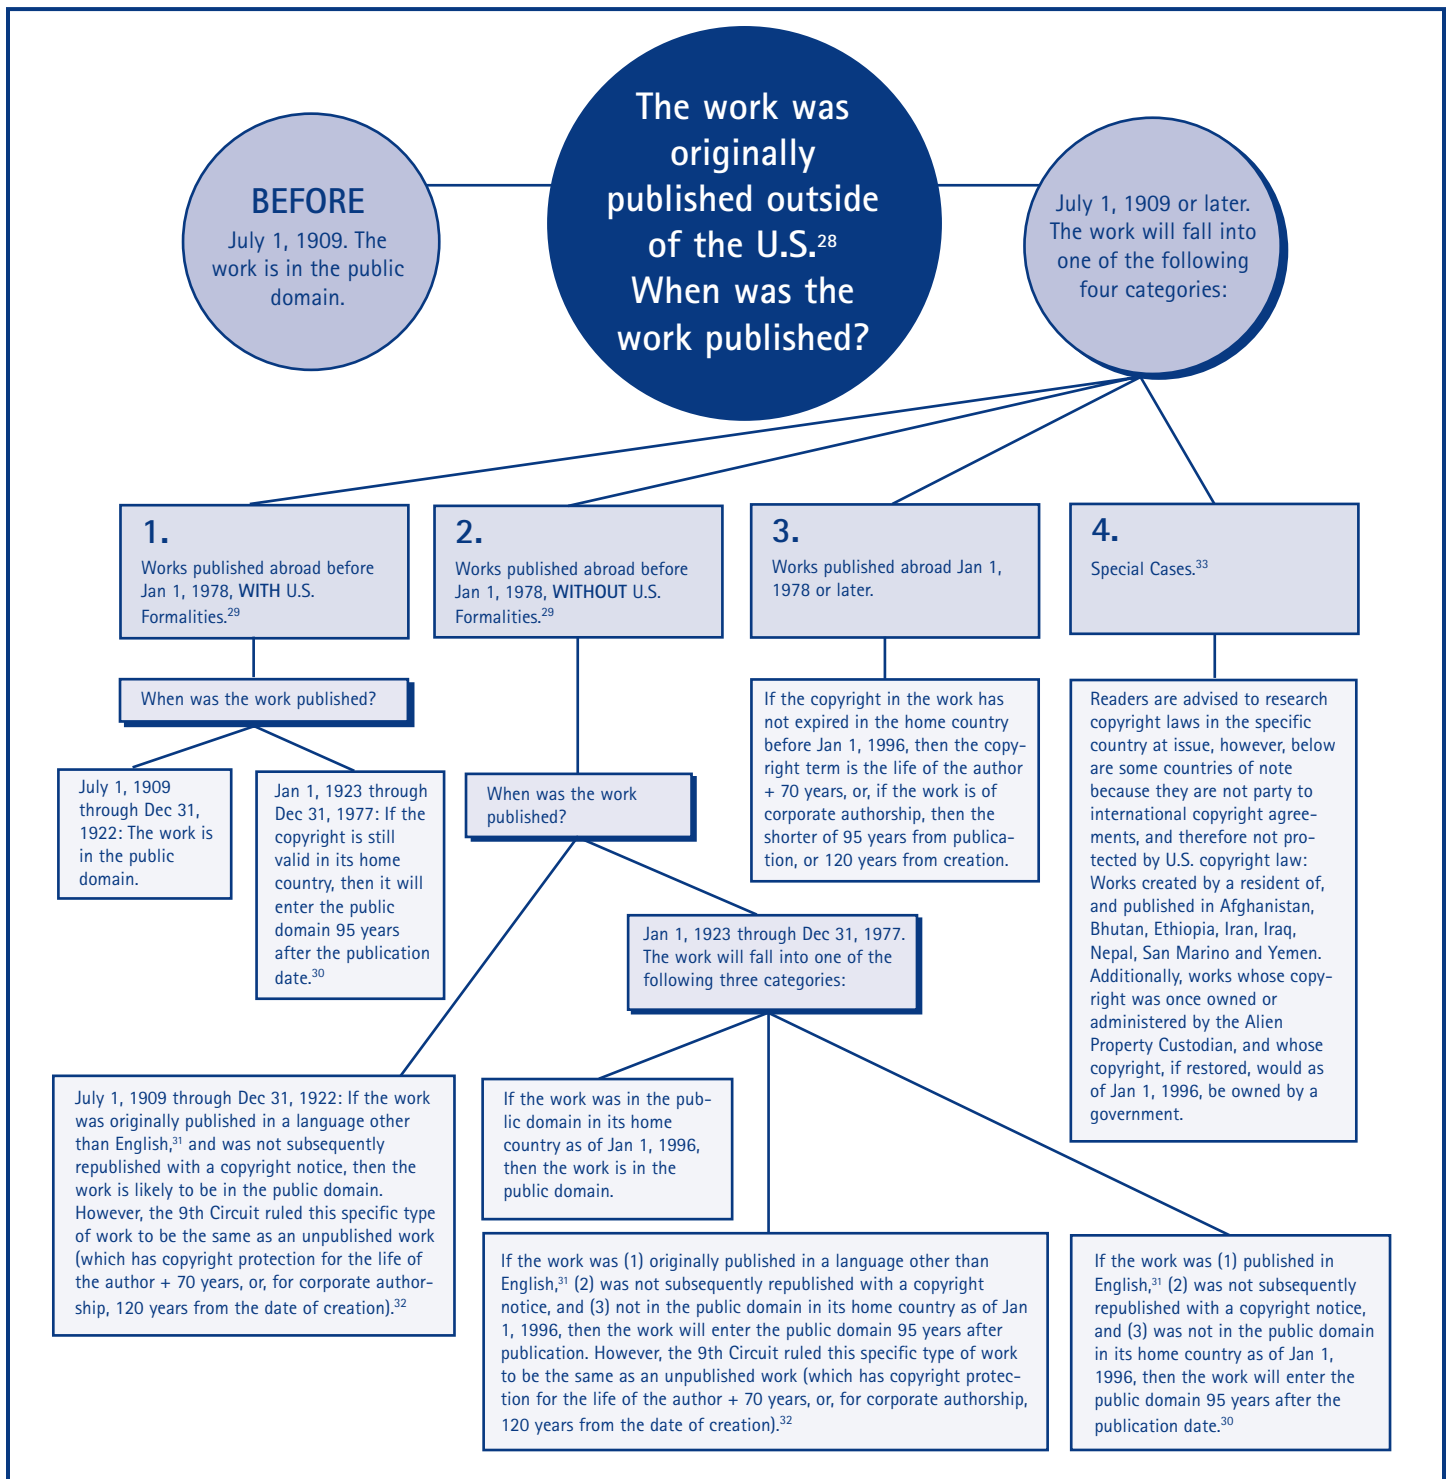 The work was
originally
published outside
of the U.S.28
When was the
work published?
BEFORE
July 1, 1909. The
work is in the public
domain.
July 1, 1909 or later.
The work will fall into
one of the following
four categories:
1.
Works published abroad before
Jan 1, 1978, WITH U.S.
Formalities.29
2.
Works published abroad before
Jan 1, 1978, WITHOUT U.S.
Formalities.29
3.
Works published abroad Jan 1,
1978 or later.
4.
Special Cases.33
When was the work published?
July 1, 1909
through Dec 31,
1922: The work is
in the public
domain.
Jan 1, 1923 through
Dec 31, 1977: If the
copyright is still
valid in its home
country, then it will
enter the public
domain 95 years
after the publication
date.30
When was the work
published?
July 1, 1909 through Dec 31, 1922: If the work
was originally published in a language other
than English,31 and was not subsequently
republished with a copyright notice, then the
work is likely to be in the public domain.
However, the 9th Circuit ruled this specific type
of work to be the same as an unpublished work
(which has copyright protection for the life of
the author + 70 years, or, for corporate author-
ship, 120 years from the date of creation).32
Jan 1, 1923 through Dec 31, 1977.
The work will fall into one of the
following three categories:
If the work was in the pub-
lic domain in its home
country as of Jan 1, 1996,
then the work is in the
public domain.
If the work was (1) originally published in a language other than
English,31 (2) was not subsequently republished with a copyright
notice, and (3) not in the public domain in its home country as of Jan
1, 1996, then the work will enter the public domain 95 years after
publication. However, the 9th Circuit ruled this specific type of work
to be the same as an unpublished work (which has copyright protec-
tion for the life of the author + 70 years, or, for corporate authorship,
120 years from the date of creation).32
If the work was (1) published in
English,31 (2) was not subsequently
republished with a copyright notice,
and (3) was not in the public domain
in its home country as of Jan 1,
1996, then the work will enter the
public domain 95 years after the
publication date.30
If the copyright in the work has
not expired in the home country
before Jan 1, 1996, then the copy-
right term is the life of the author
+ 70 years, or, if the work is of
corporate authorship, then the
shorter of 95 years from publica-
tion, or 120 years from creation.
Readers are advised to research
copyright laws in the specific
country at issue, however, below
are some countries of note
because they are not party to
international copyright agree-
ments, and therefore not pro-
tected by U.S. copyright law:
Works created by a resident of,
and published in Afghanistan,
Bhutan, Ethiopia, Iran, Iraq,
Nepal, San Marino and Yemen.
Additionally, works whose copy-
right was once owned or
administered by the Alien
Property Custodian, and whose
copyright, if restored, would as
of Jan 1, 1996, be owned by a
government.